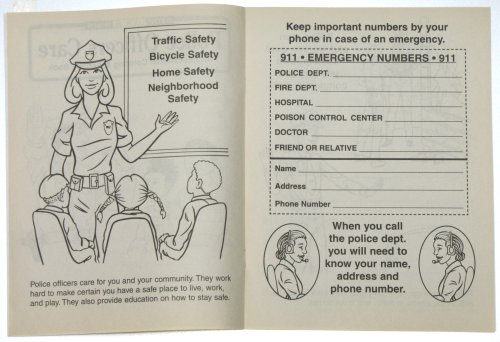 Traffic Safety
Bicycle Safety
Home Safety
Neighborhood
Safety
Police officers care for you and your community. They work
hard to make certain you have a safe place to live, work,
and play. They also provide education on how to stay safe.
Keep important numbers by your
phone in case of an emergency.
911 • EMERGENCY NUMBERS • 911
POLICE DEPT.
FIRE DEPT.
HOSPITAL
POISON CONTROL CENTER
DOCTOR
FRIEND OR RELATIVE
Name
Address
Phone Number
When you call
the police dept.
you will need to
know your name,
address and
phone number.